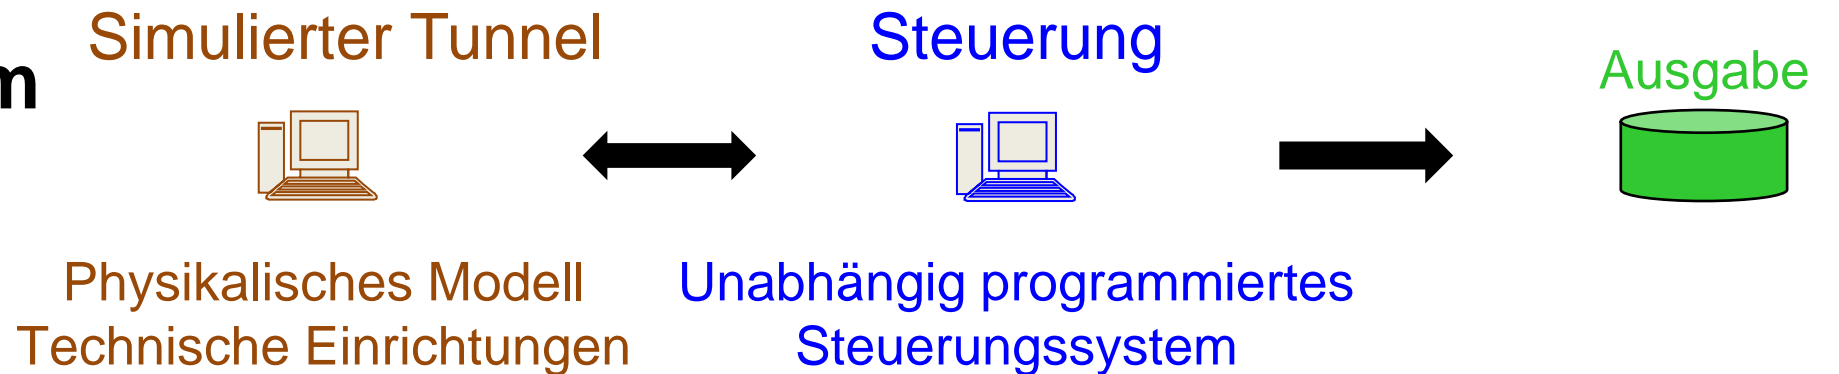 Simulierter Tunnel
Steuerung
Ausgabe
m
Physikalisches Modell
Technische Einrichtungen
Unabhängig programmiertes
Steuerungssystem